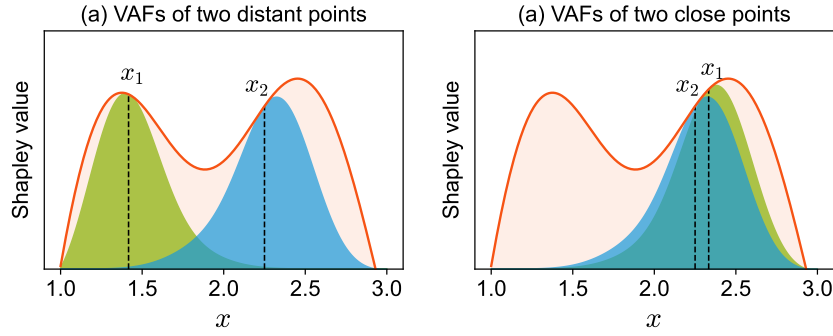 (a) VAFs of two distant points
x₁
x₂
Shapley value
1.0 1.5 2.0 2.5 3.0
x
(a) VAFs of two close points
x₁
x₂
Shapley value
1.0 1.5 2.0 2.5 3.0
x